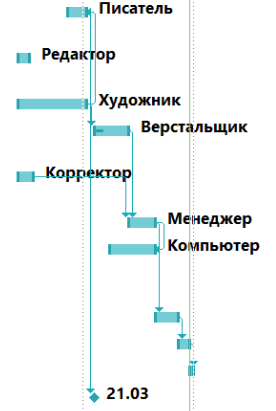 Писатель
Редактор
Художник
Верстальщик
Корректор
Менеджер
Компьютер
21.03